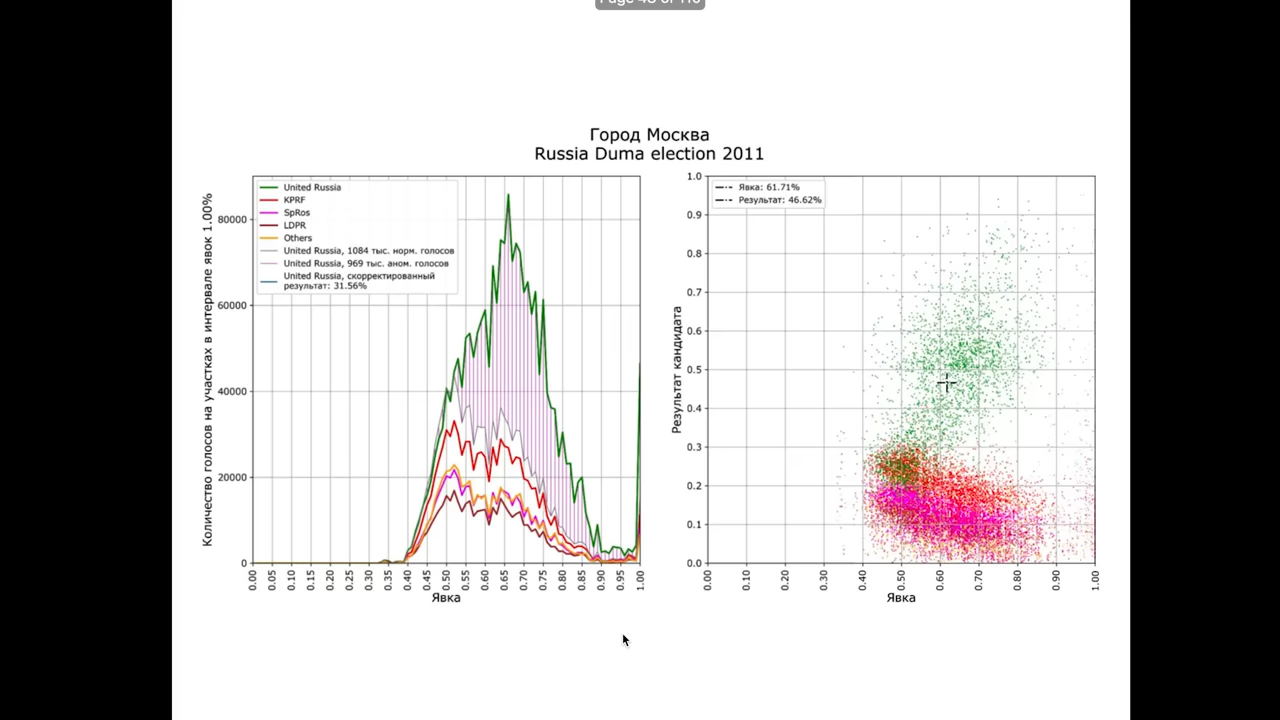 Город Москва
Russia Duma election 2011
Количество голосов на участках в интервале явок 1.00%
80000
60000
40000
20000
0
United Russia
KPRF
SpRos
LDPR
Others
United Russia, 1084 тыс. норм. голосов
United Russia, 969 тыс. аном. голосов
United Russia, скорректированный
результат: 31.56%
0.00 0.05 0.10 0.15 0.20 0.25 0.30 0.35 0.40 0.45 0.50 0.55 0.60 0.65 0.70 0.75 0.80 0.85 0.90 0.95 1.00
Явка
Результат кандидата
1.0
0.9
0.8
0.7
0.6
0.5
0.4
0.3
0.2
0.1
0.0
Явка: 61.71%
Результат: 46.62%
0.00 0.10 0.20 0.30 0.40 0.50 0.60 0.70 0.80 0.90 1.00
Явка